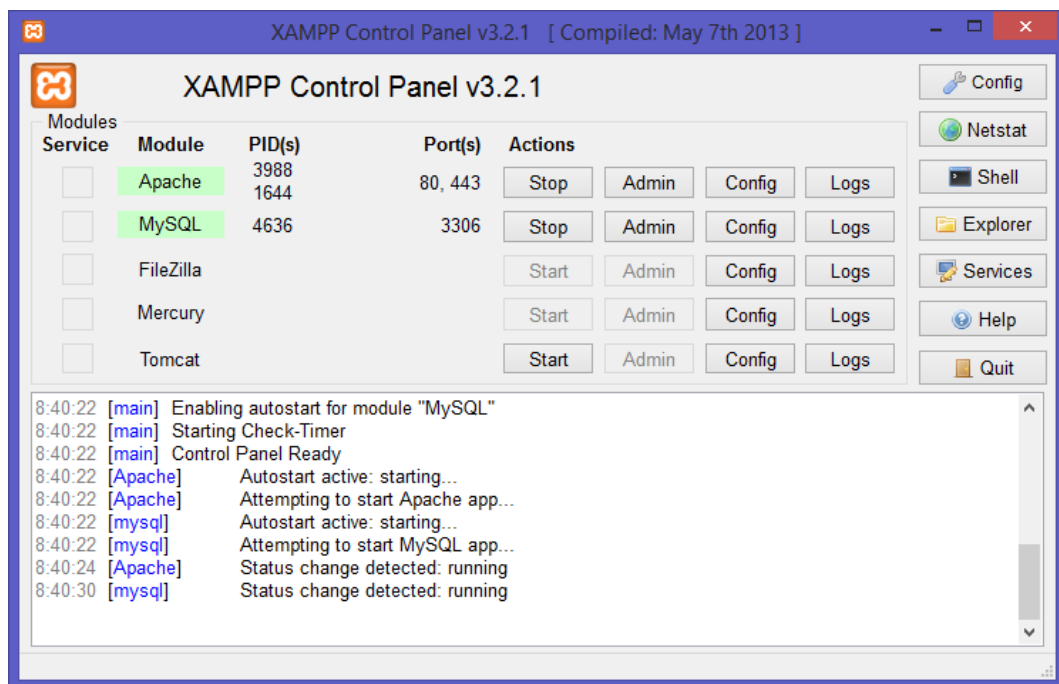 XAMPP Control Panel v3.2.1 [ Compiled: May 7th 2013 ]
XAMPP Control Panel v3.2.1
Config
Netstat
Shell
Explorer
Services
Help
Quit
Modules
Service Module PID(s) Port(s) Actions
Apache 3988 1644 80, 443 Stop Admin Config Logs
MySQL 4636 3306 Stop Admin Config Logs
FileZilla Start Admin Config Logs
Mercury Start Admin Config Logs
Tomcat Start Admin Config Logs
8:40:22 [main] Enabling autostart for module "MySQL"
8:40:22 [main] Starting Check-Timer
8:40:22 [main] Control Panel Ready
8:40:22 [Apache] Autostart active: starting...
8:40:22 [Apache] Attempting to start Apache app...
8:40:22 [mysql] Autostart active: starting...
8:40:22 [mysql] Attempting to start MySQL app...
8:40:24 [Apache] Status change detected: running
8:40:30 [mysql] Status change detected: running